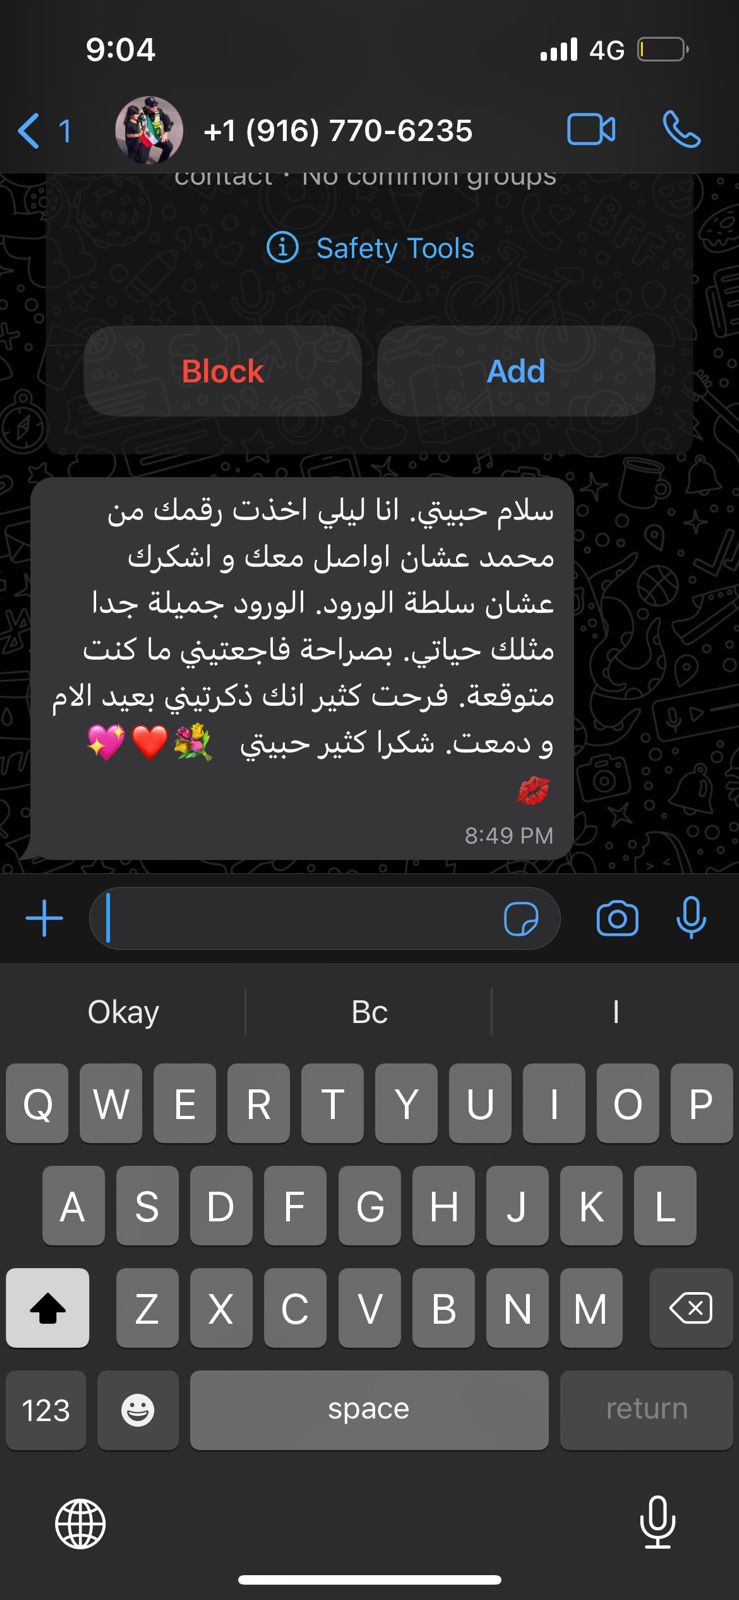 9:04
4G
1
+1 (916) 770-6235
contact · No common groups
Safety Tools
Block
Add
سلام حبيتي. انا ليلي اخذت رقمك من
محمد عشان اواصل معك و اشكرك
عشان سلطة الورود. الورود جميلة جدا
مثلك حياتي. بصراحة فاجعتيني ما كنت
متوقعة. فرحت كثير انك ذكرتيني بعيد الام
و دمعت. شكرا كثير حبيتي 💐❤️💖
💋
8:49 PM
Okay
Bc
I
Q W E R T Y U I O P
A S D F G H J K L
Z X C V B N M
123
space
return